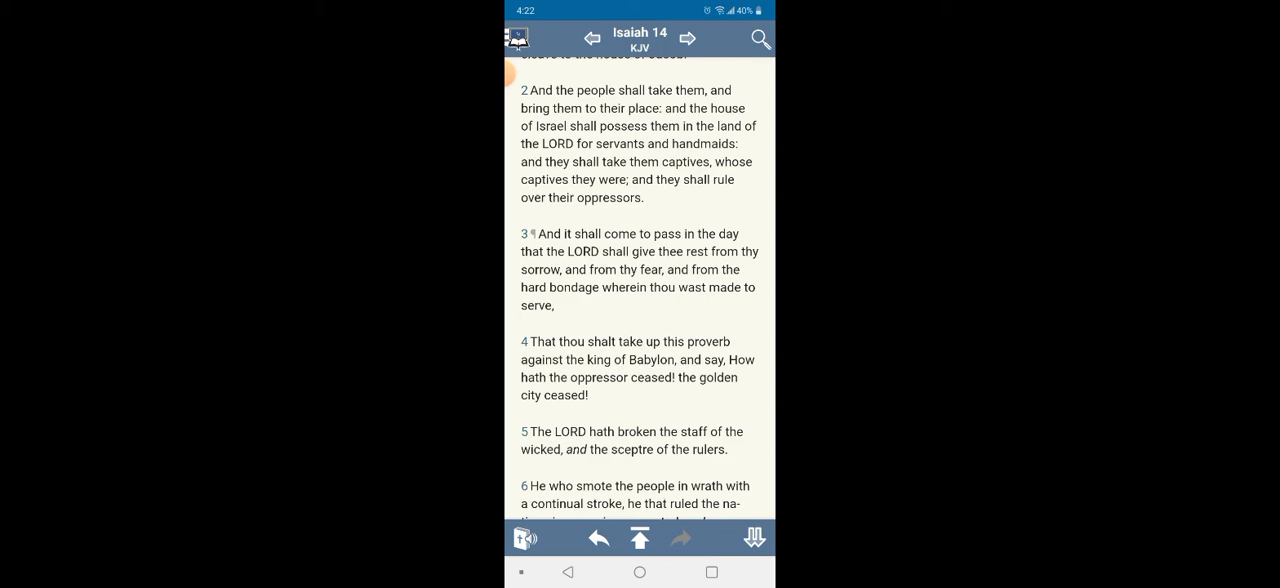 4:22
40%
Isaiah 14
KJV
2 And the people shall take them, and
bring them to their place: and the house
of Israel shall possess them in the land of
the LORD for servants and handmaids:
and they shall take them captives, whose
captives they were; and they shall rule
over their oppressors.
3 ¶ And it shall come to pass in the day
that the LORD shall give thee rest from thy
sorrow, and from thy fear, and from the
hard bondage wherein thou wast made to
serve,
4 That thou shalt take up this proverb
against the king of Babylon, and say, How
hath the oppressor ceased! the golden
city ceased!
5 The LORD hath broken the staff of the
wicked, and the sceptre of the rulers.
6 He who smote the people in wrath with
a continual stroke, he that ruled the na-